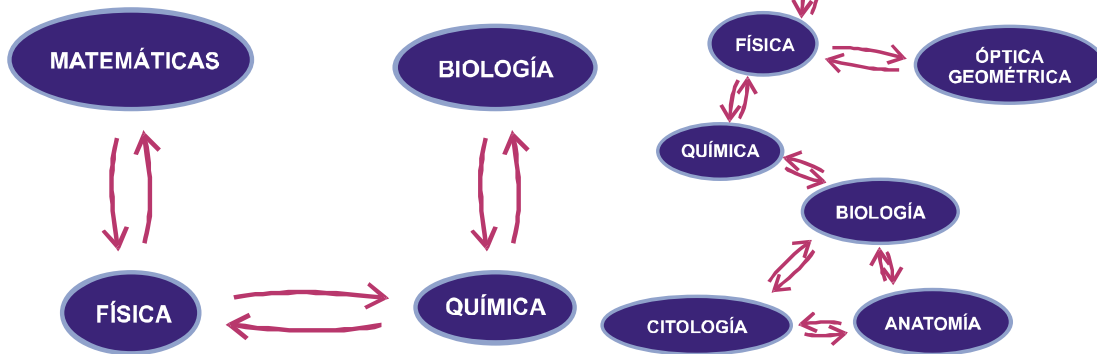 MATEMÁTICAS
BIOLOGÍA
FÍSICA
QUÍMICA
FÍSICA
ÓPTICA
GEOMÉTRICA
QUÍMICA
BIOLOGÍA
CITOLOGÍA
ANATOMÍA